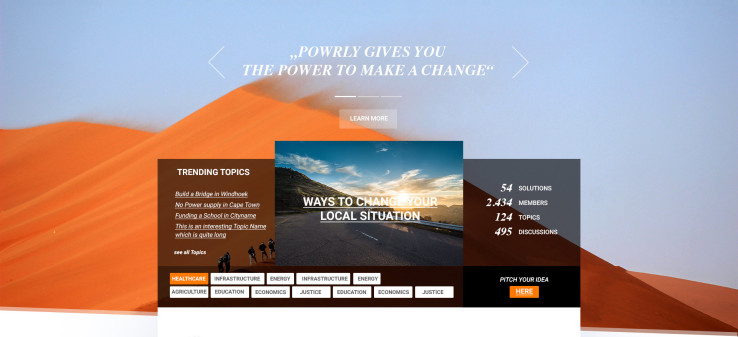 „POWRLY GIVES YOU
THE POWER TO MAKE A CHANGE“
LEARN MORE
TRENDING TOPICS
Build a Bridge in Windhoek
No Power supply in Cape Town
Funding a School in Cityname
This is an interesting Topic Name
which is quite long
see all Topics
WAYS TO CHANGE YOUR
LOCAL SITUATION
54 SOLUTIONS
2.434 MEMBERS
124 TOPICS
495 DISCUSSIONS
HEALTHCARE INFRASTRUCTURE ENERGY INFRASTRUCTURE ENERGY
AGRICULTURE EDUCATION ECONOMICS JUSTICE EDUCATION ECONOMICS JUSTICE
PITCH YOUR IDEA
HERE